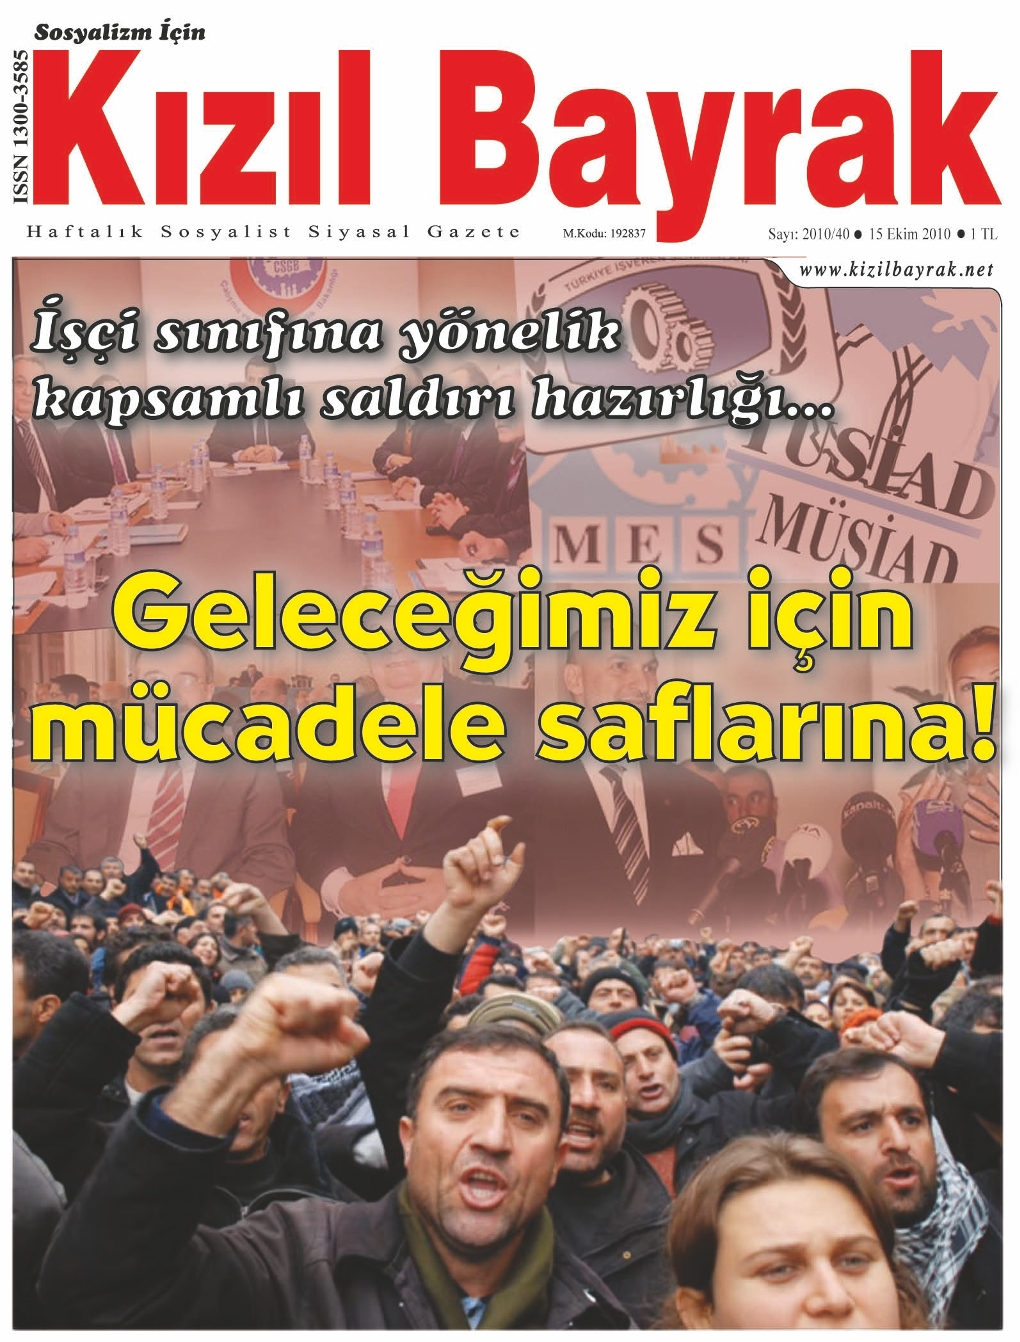 Sosyalizm İçin
ISSN 1300-3585
Kızıl Bayrak
Haftalık Sosyalist Siyasal Gazete
M.Kodu: 192837
Sayı: 2010/40 ● 15 Ekim 2010 ● 1 TL
www.kizilbayrak.net
ÇSGB
TÜRKİYE İŞVEREN
İşçi sınıfına yönelik
kapsamlı saldırı hazırlığı...
TÜSİAD
MÜSİAD
MES
Geleceğimiz için
mücadele saflarına!
kanaltürk